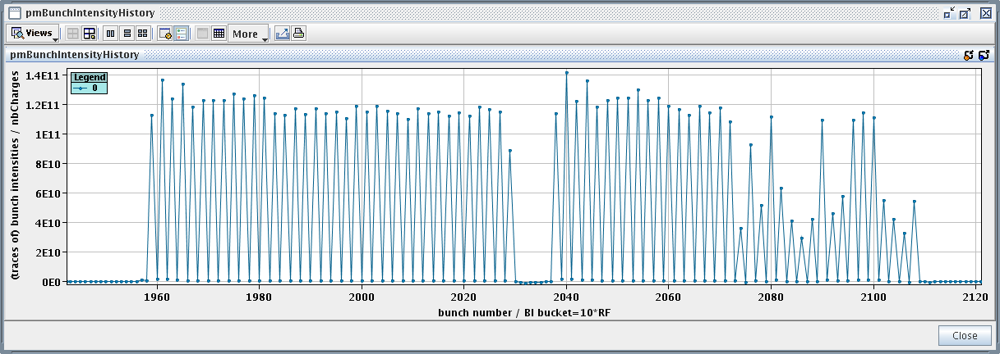 pmBunchIntensityHistory
Views
More
pmBunchIntensityHistory
(traces of) bunch intensities / nbCharges
Legend
0
1.4E11
1.2E11
1E11
8E10
6E10
4E10
2E10
0E0
1960 1980 2000 2020 2040 2060 2080 2100 2120
bunch number / BI bucket=10*RF
Close